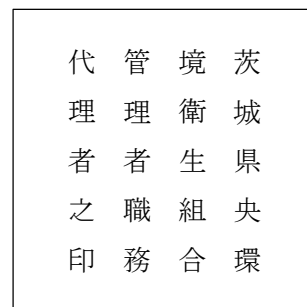 茨城県央環
境衛生組合
管理者職務
代理者之印